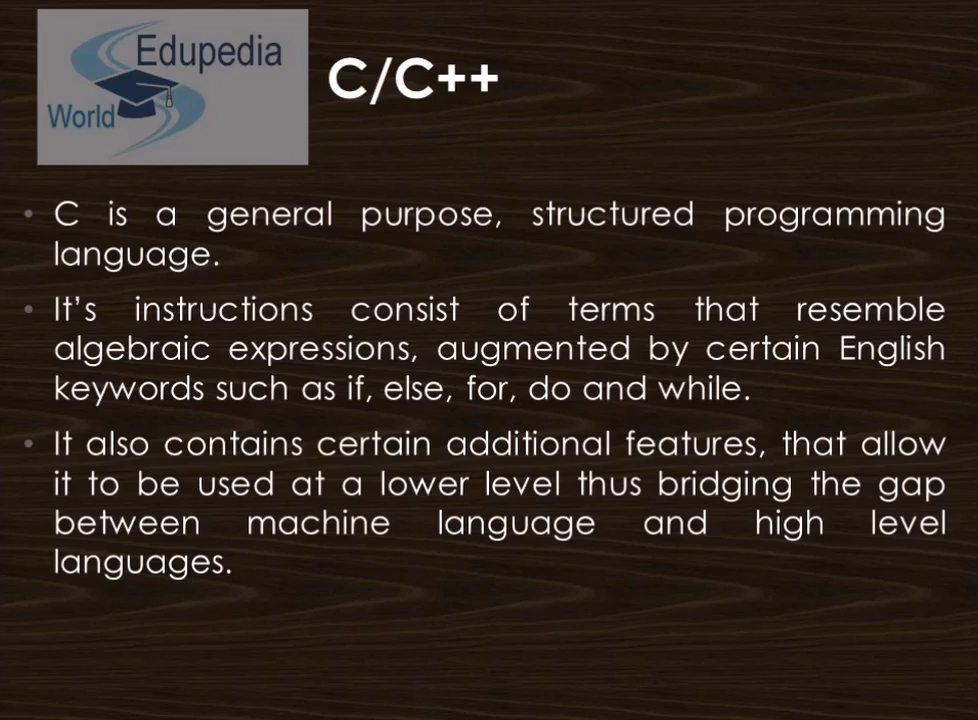 Edupedia
World
C/C++
• C is a general purpose, structured programming
language.
• It's instructions consist of terms that resemble
algebraic expressions, augmented by certain English
keywords such as if, else, for, do and while.
• It also contains certain additional features, that allow
it to be used at a lower level thus bridging the gap
between machine language and high level
languages.